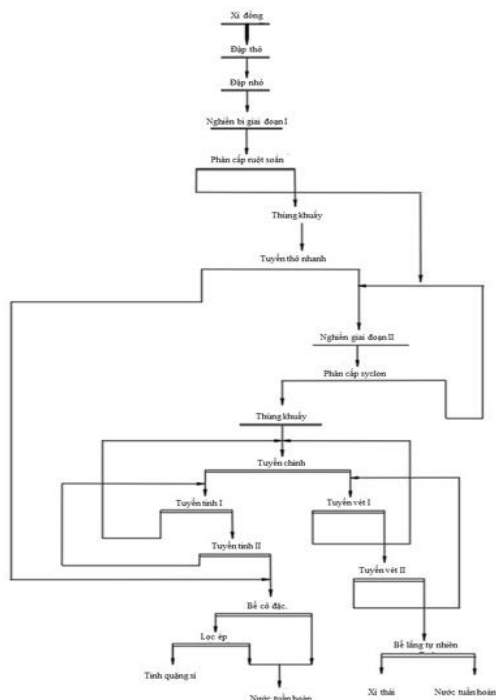 Xỉ đồng
Đập thô
Đập nhỏ
Nghiền bi giai đoạn I
Phân cấp ruột xoắn
Thùng khuấy
Tuyển thô nhanh
Nghiền giai đoạn II
Phân cấp xyclon
Thùng khuấy
Tuyển chính
Tuyển tinh I
Tuyển vét I
Tuyển tinh II
Tuyển vét II
Bể cô đặc.
Lọc ép
Bể lắng tự nhiên
Tinh quặng xỉ
Nước tuần hoàn
Xỉ thải
Nước tuần hoàn